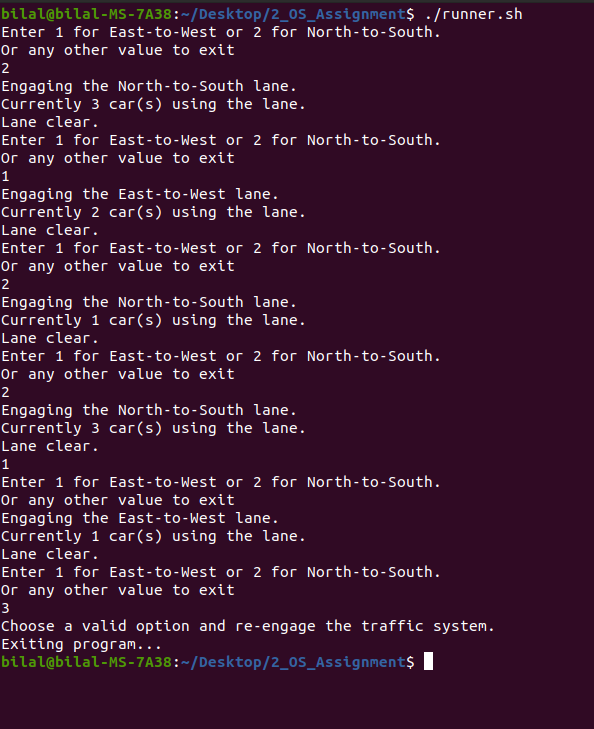 bilal@bilal-MS-7A38:~/Desktop/2_OS_Assignment$ ./runner.sh
Enter 1 for East-to-West or 2 for North-to-South.
Or any other value to exit
2
Engaging the North-to-South lane.
Currently 3 car(s) using the lane.
Lane clear.
Enter 1 for East-to-West or 2 for North-to-South.
Or any other value to exit
1
Engaging the East-to-West lane.
Currently 2 car(s) using the lane.
Lane clear.
Enter 1 for East-to-West or 2 for North-to-South.
Or any other value to exit
2
Engaging the North-to-South lane.
Currently 1 car(s) using the lane.
Lane clear.
Enter 1 for East-to-West or 2 for North-to-South.
Or any other value to exit
2
Engaging the North-to-South lane.
Currently 3 car(s) using the lane.
Lane clear.
1
Enter 1 for East-to-West or 2 for North-to-South.
Or any other value to exit
Engaging the East-to-West lane.
Currently 1 car(s) using the lane.
Lane clear.
Enter 1 for East-to-West or 2 for North-to-South.
Or any other value to exit
3
Choose a valid option and re-engage the traffic system.
Exiting program...
bilal@bilal-MS-7A38:~/Desktop/2_OS_Assignment$